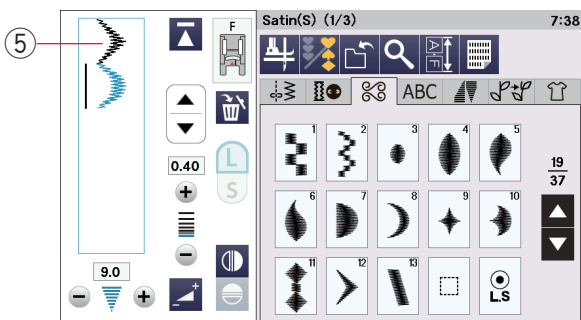 Satin(S) (1/3) 7:38
F
5
A-F
ABC
0.40
L
S
1 2 3 4 5
19
37
6 7 8 9 10
9.0
11 12 13
L.S